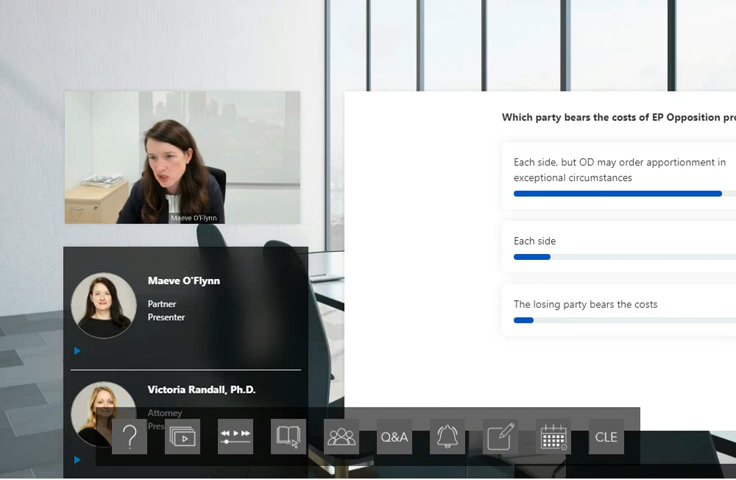 Which party bears the costs of EP Opposition
Each side, but OD may order apportionment in
exceptional circumstances
Each side
The losing party bears the costs
Maeve O'Flynn
Maeve O'Flynn
Partner
Presenter
Victoria Randall, Ph.D.
Attorney
Pres
?
Q&A
CLE